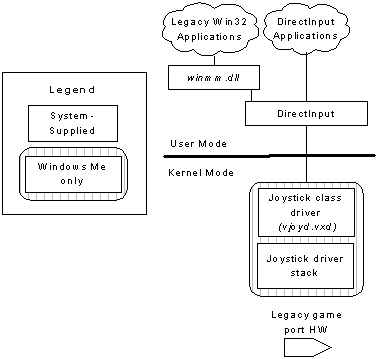 Legacy Win32
Applications
DirectInput
Applications
winmm.dll
DirectInput
User Mode
Kernel Mode
Joystick class
driver
(vjoyd.vxd)
Joystick driver
stack
Legacy game
port HW
Legend
System-
Supplied
Windows Me
only